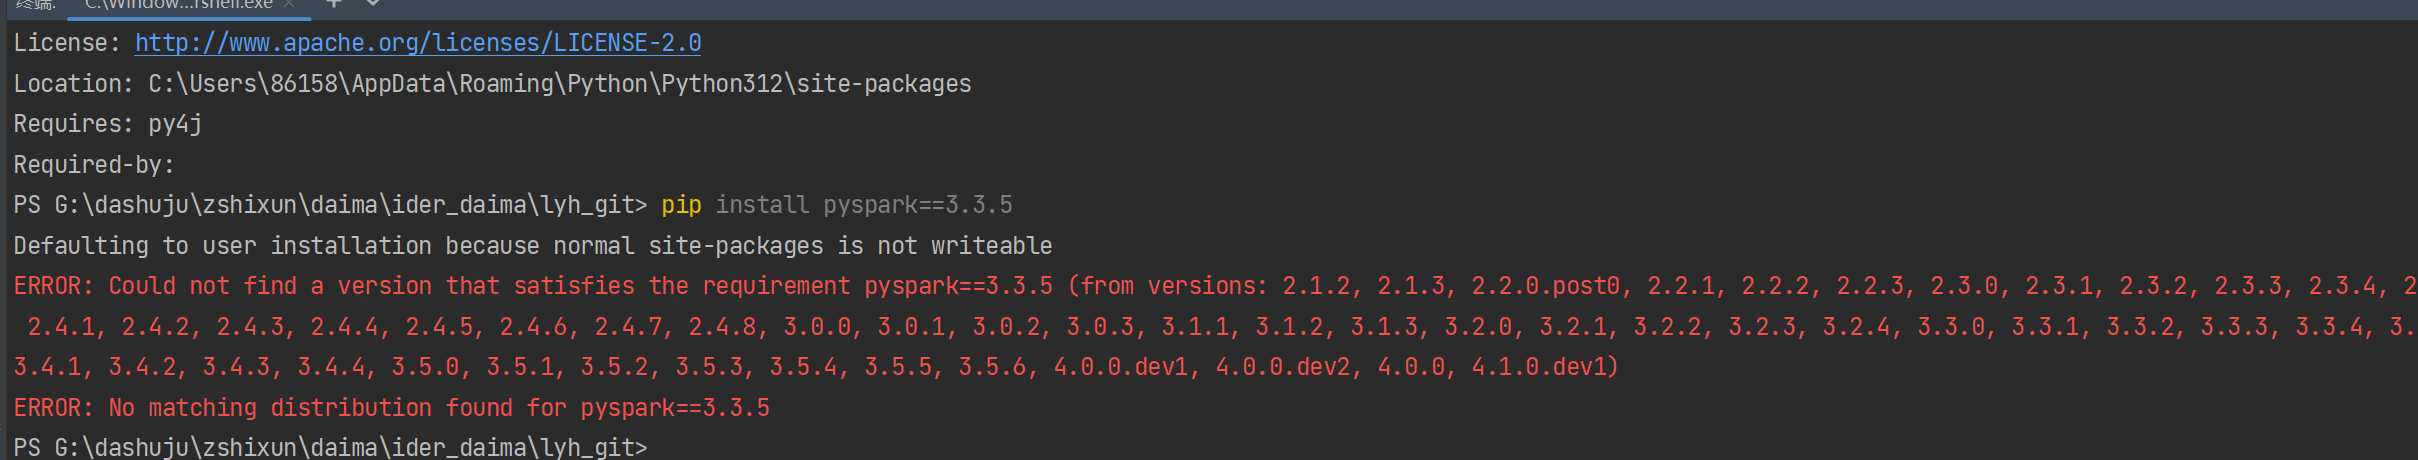 终端: C:\Window...rshell.exe × +
License: http://www.apache.org/licenses/LICENSE-2.0
Location: C:\Users\86158\AppData\Roaming\Python\Python312\site-packages
Requires: py4j
Required-by:
PS G:\dashuju\zshixun\daima\ider_daima\lyh_git> pip install pyspark==3.3.5
Defaulting to user installation because normal site-packages is not writeable
ERROR: Could not find a version that satisfies the requirement pyspark==3.3.5 (from versions: 2.1.2, 2.1.3, 2.2.0.post0, 2.2.1, 2.2.2, 2.2.3, 2.3.0, 2.3.1, 2.3.2, 2.3.3, 2.3.4, 2
2.4.1, 2.4.2, 2.4.3, 2.4.4, 2.4.5, 2.4.6, 2.4.7, 2.4.8, 3.0.0, 3.0.1, 3.0.2, 3.0.3, 3.1.1, 3.1.2, 3.1.3, 3.2.0, 3.2.1, 3.2.2, 3.2.3, 3.2.4, 3.3.0, 3.3.1, 3.3.2, 3.3.3, 3.3.4, 3.
3.4.1, 3.4.2, 3.4.3, 3.4.4, 3.5.0, 3.5.1, 3.5.2, 3.5.3, 3.5.4, 3.5.5, 3.5.6, 4.0.0.dev1, 4.0.0.dev2, 4.0.0, 4.1.0.dev1)
ERROR: No matching distribution found for pyspark==3.3.5
PS G:\dashuju\zshixun\daima\ider_daima\lyh_git>